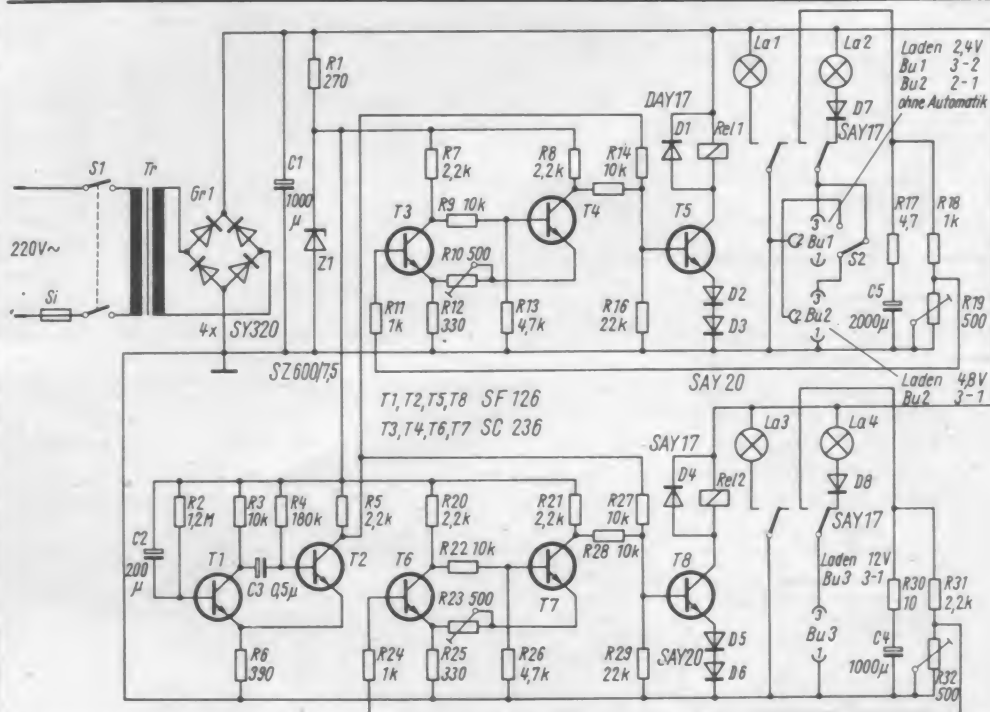 La1
La2
Laden 2,4V
Bu1 3-2
Bu2 2-1
ohne Automatik
R1
270
DAY17
D7
SAY17
D1
Rel1
S1
Tr
Gr1
C1
1000
μ
R7
2,2k
R8
2,2k
R14
10k
R9 10k
T3
T4
T5
R17
4,7
R18
1k
3
2 Bu1
1
S2
220V~
Z1
R10 500
D2
Si
R11
1k
R12
330
R13
4,7k
R16
22k
D3
3
2 Bu2
1
C5
2000μ
R19
500
4x SY320
SZ600/7,5
SAY 20
T1, T2, T5, T8 SF 126
T3, T4, T6, T7 SC 236
Laden 4,8V
Bu2 3-1
La3
La4
SAY17
D4
Rel2
D8
SAY17
R2
1,2M
R3
10k
R4
180k
R5
2,2k
R20
2,2k
R21
2,2k
R27
10k
C2
200
μ
T1
C3 0,5μ
T2
T6
R22 10k
R28 10k
T7
T8
Laden 12V
Bu3 3-1
R30
10
R31
2,2k
R23 500
3
Bu3
1
R6
390
R24
1k
R25
330
R26
4,7k
R29
22k
SAY20
D5
D6
C4
1000μ
R32
500